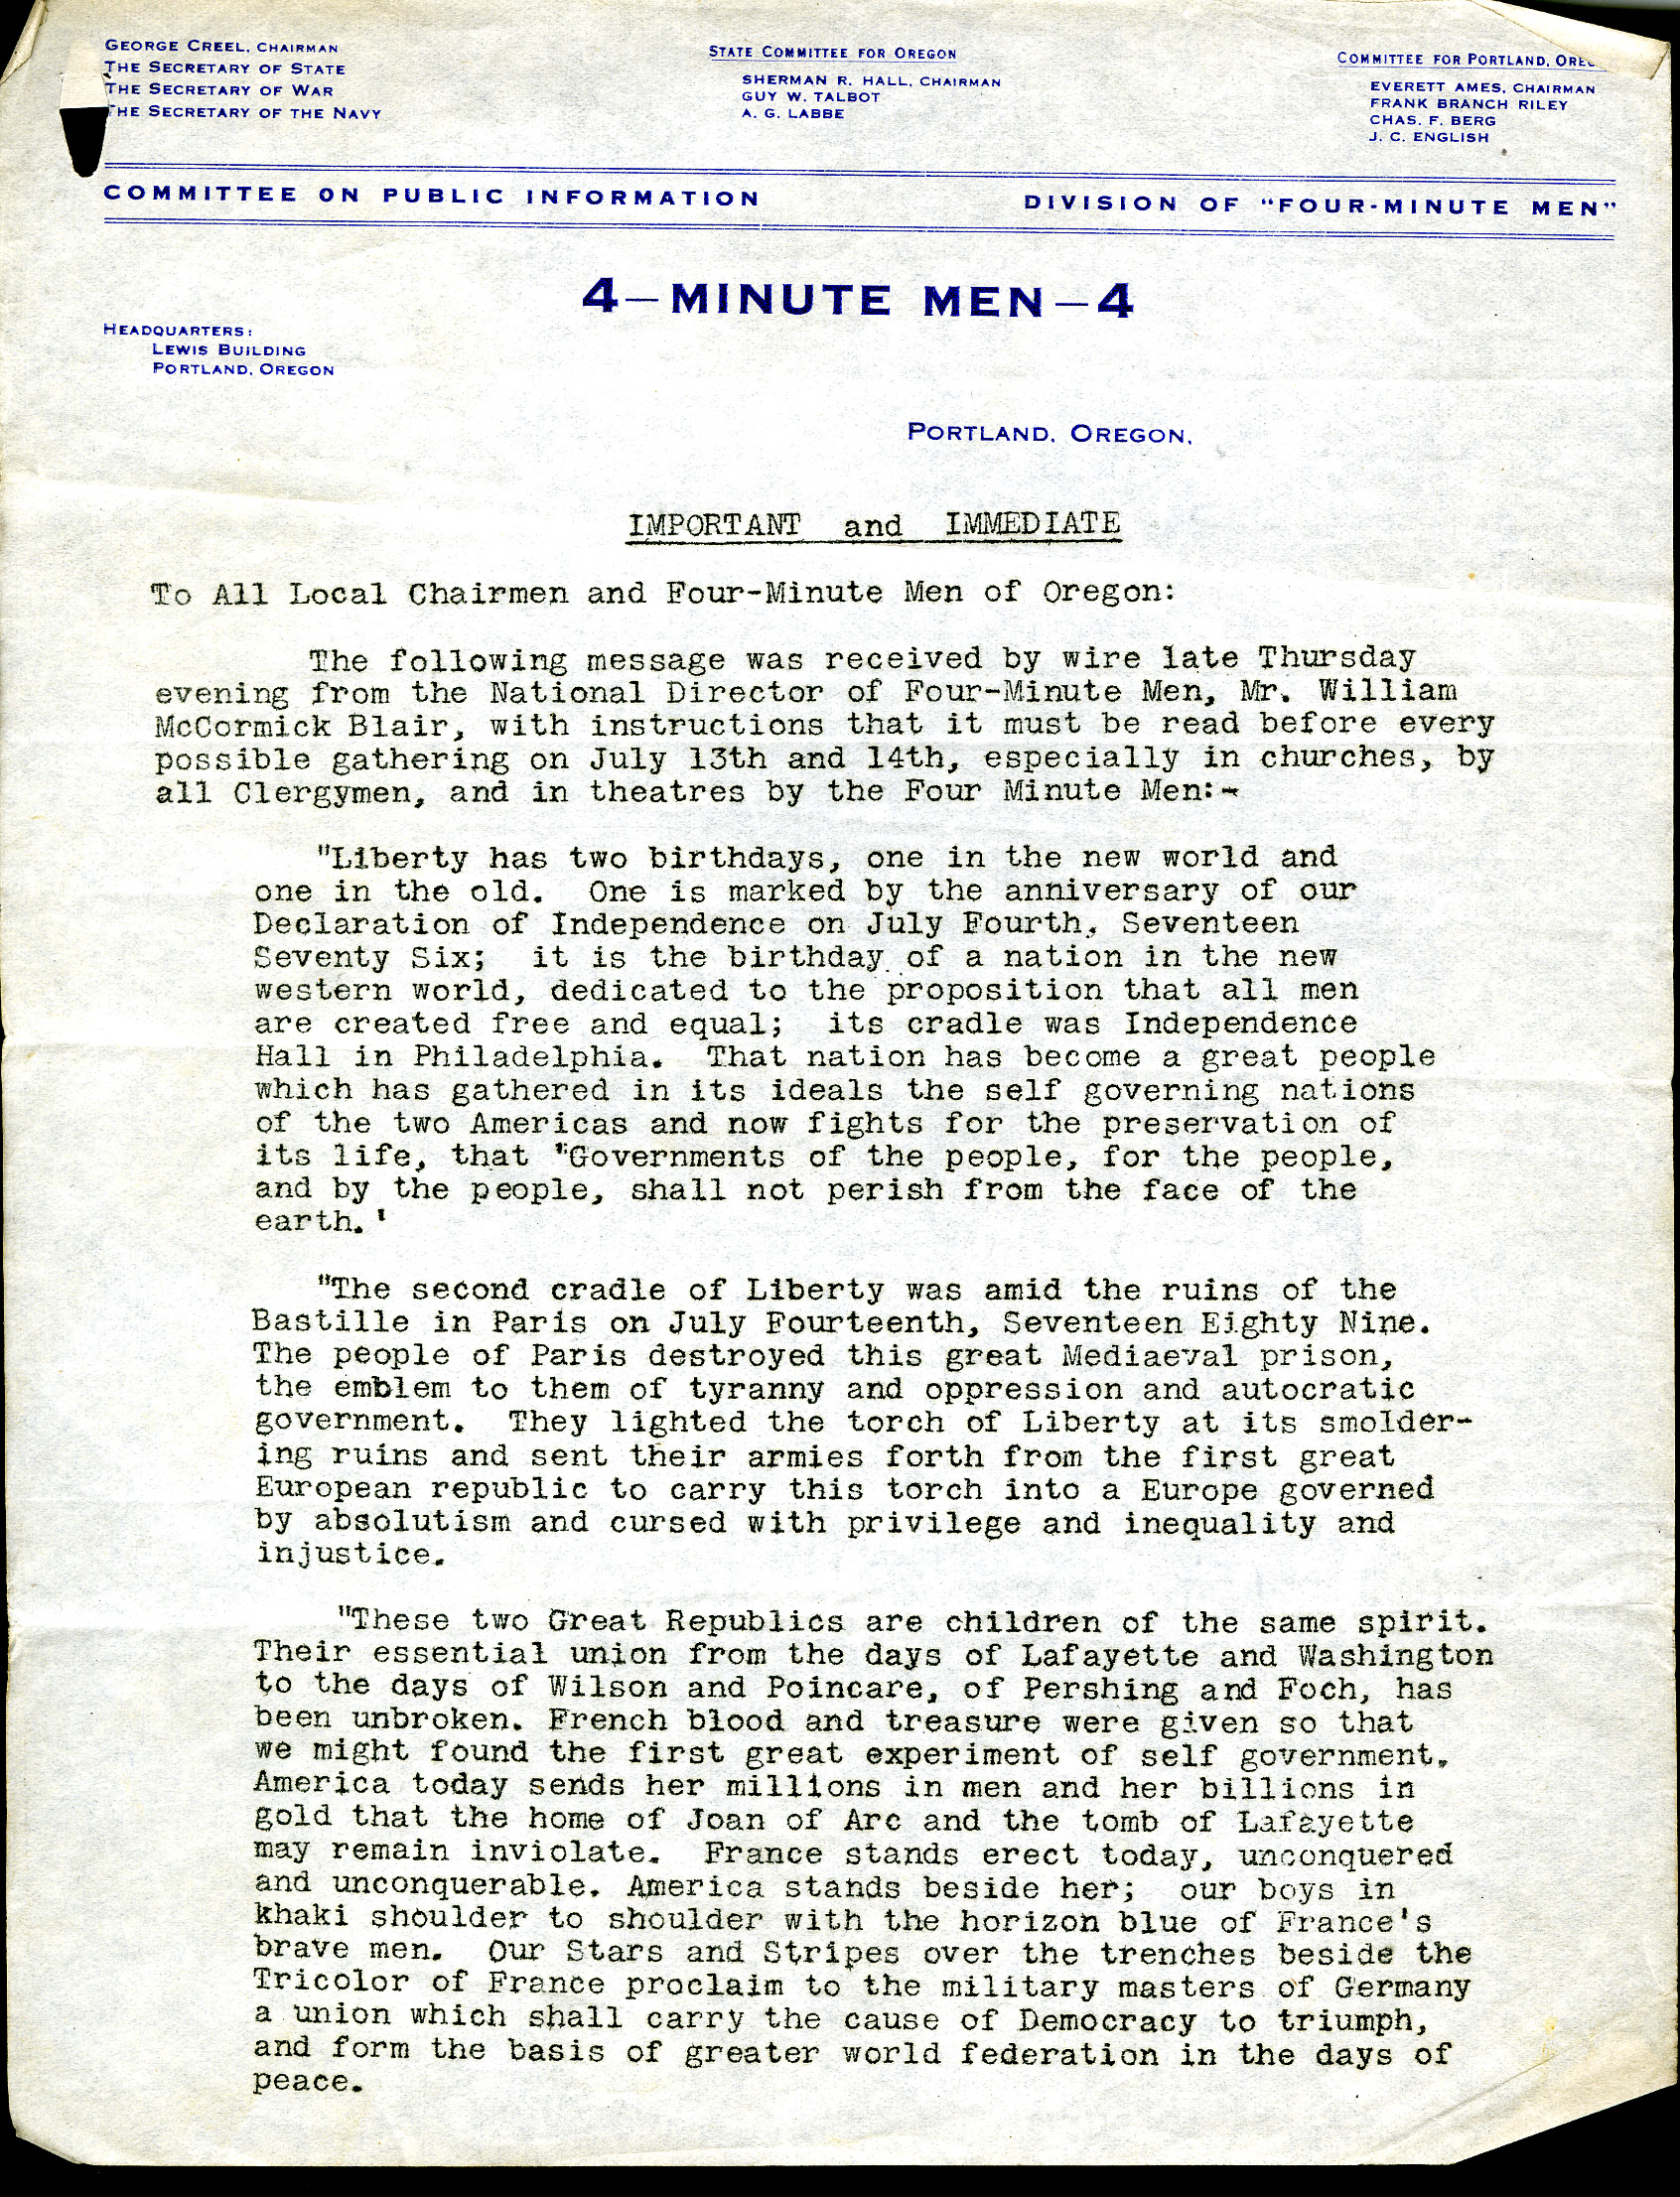 GEORGE CREEL, CHAIRMAN
THE SECRETARY OF STATE
THE SECRETARY OF WAR
THE SECRETARY OF THE NAVY
STATE COMMITTEE FOR OREGON
SHERMAN R. HALL, CHAIRMAN
GUY W. TALBOT
A. G. LABBE
COMMITTEE FOR PORTLAND, OREG
EVERETT AMES, CHAIRMAN
FRANK BRANCH RILEY
CHAS. F. BERG
J. C. ENGLISH
COMMITTEE ON PUBLIC INFORMATION
DIVISION OF "FOUR-MINUTE MEN"
4—MINUTE MEN—4
HEADQUARTERS:
LEWIS BUILDING
PORTLAND, OREGON
PORTLAND, OREGON,
IMPORTANT and IMMEDIATE
To All Local Chairmen and Four-Minute Men of Oregon:
The following message was received by wire late Thursday
evening from the National Director of Four-Minute Men, Mr. William
McCormick Blair, with instructions that it must be read before every
possible gathering on July 13th and 14th, especially in churches, by
all Clergymen, and in theatres by the Four Minute Men:-
"Liberty has two birthdays, one in the new world and
one in the old. One is marked by the anniversary of our
Declaration of Independence on July Fourth, Seventeen
Seventy Six; it is the birthday of a nation in the new
western world, dedicated to the proposition that all men
are created free and equal; its cradle was Independence
Hall in Philadelphia. That nation has become a great people
which has gathered in its ideals the self governing nations
of the two Americas and now fights for the preservation of
its life, that "Governments of the people, for the people,
and by the people, shall not perish from the face of the
earth.'
"The second cradle of Liberty was amid the ruins of the
Bastille in Paris on July Fourteenth, Seventeen Eighty Nine.
The people of Paris destroyed this great Mediaeval prison,
the emblem to them of tyranny and oppression and autocratic
government. They lighted the torch of Liberty at its smolder-
ing ruins and sent their armies forth from the first great
European republic to carry this torch into a Europe governed
by absolutism and cursed with privilege and inequality and
injustice.
"These two Great Republics are children of the same spirit.
Their essential union from the days of Lafayette and Washington
to the days of Wilson and Poincare, of Pershing and Foch, has
been unbroken. French blood and treasure were given so that
we might found the first great experiment of self government.
America today sends her millions in men and her billions in
gold that the home of Joan of Arc and the tomb of Lafayette
may remain inviolate. France stands erect today, unconquered
and unconquerable. America stands beside her; our boys in
khaki shoulder to shoulder with the horizon blue of France's
brave men. Our Stars and Stripes over the trenches beside the
Tricolor of France proclaim to the military masters of Germany
a union which shall carry the cause of Democracy to triumph,
and form the basis of greater world federation in the days of
peace.